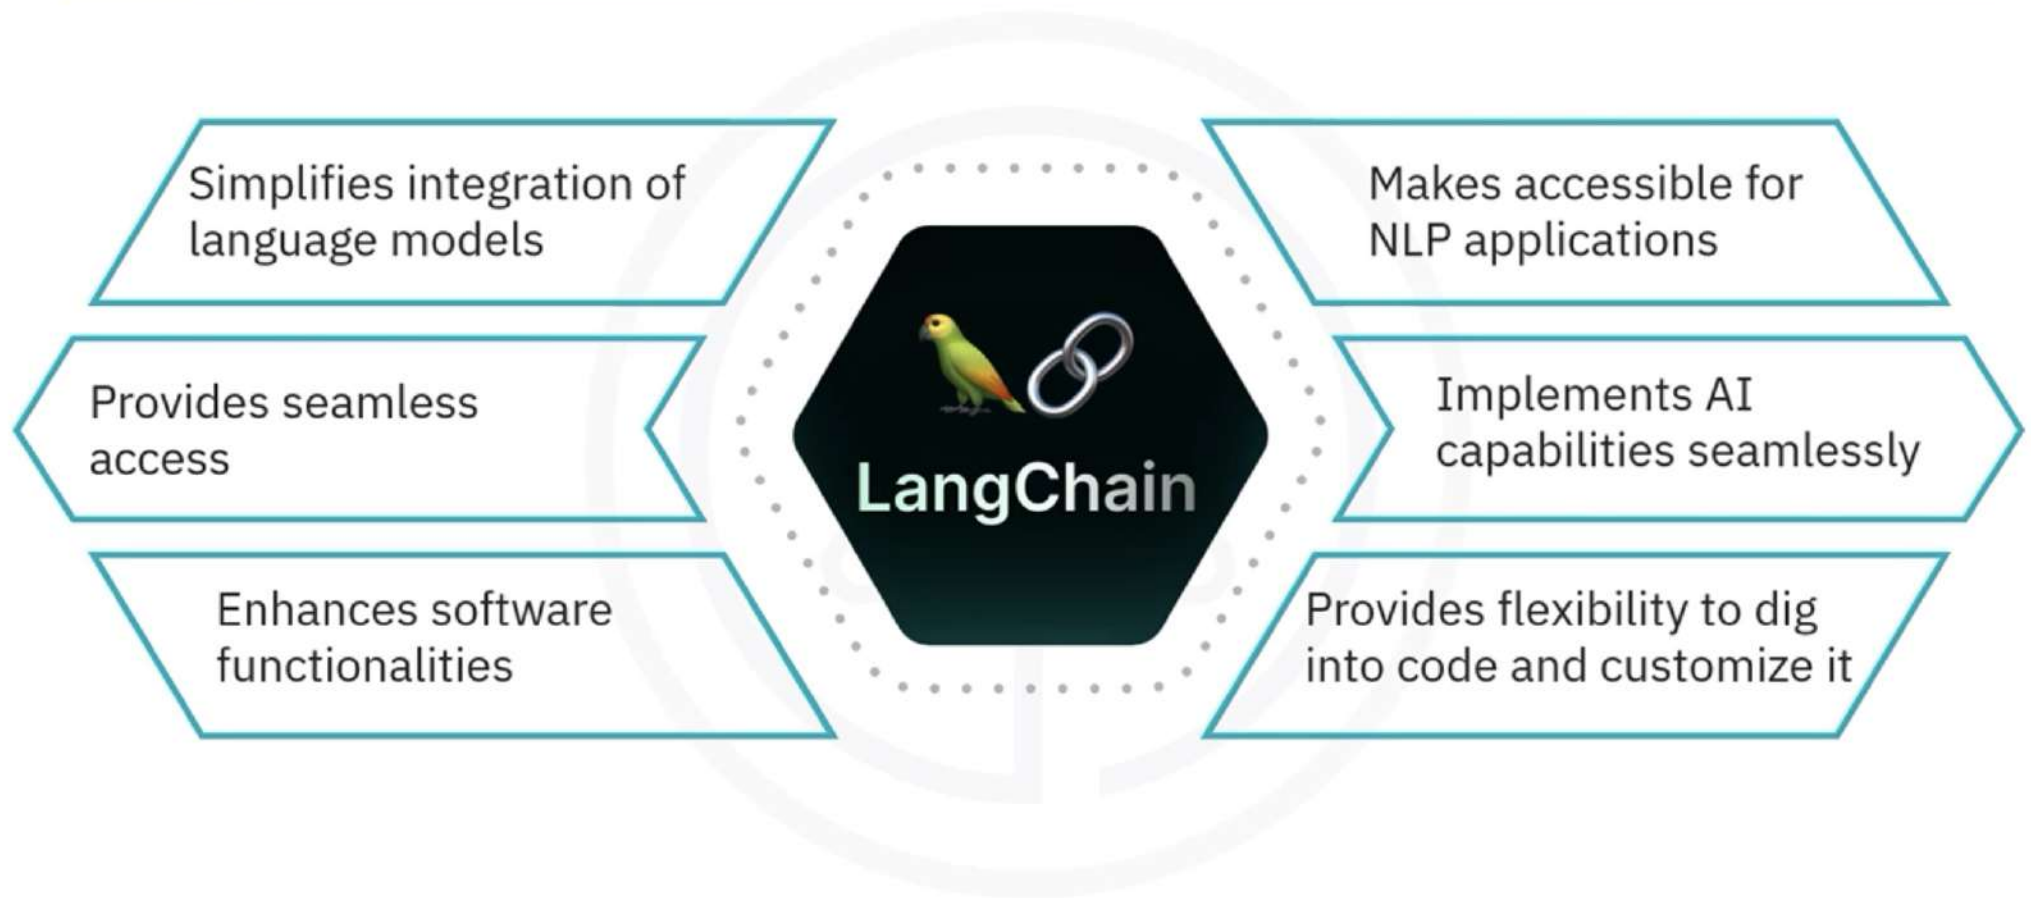 Simplifies integration of
language models
Provides seamless
access
Enhances software
functionalities
LangChain
Makes accessible for
NLP applications
Implements AI
capabilities seamlessly
Provides flexibility to dig
into code and customize it